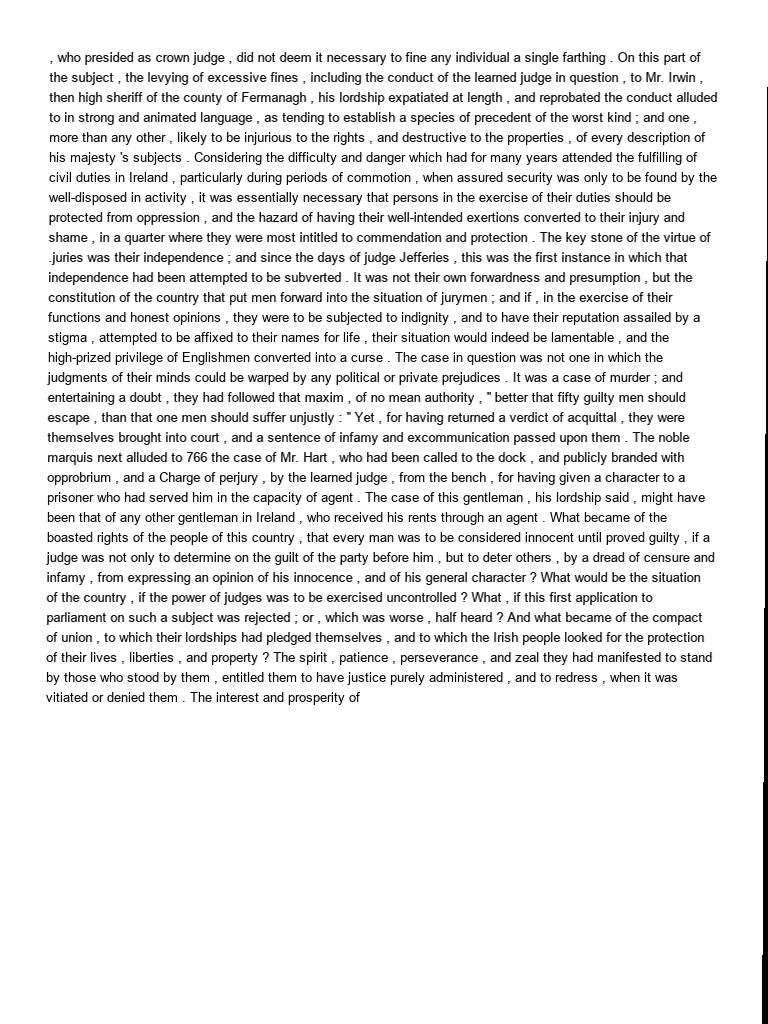 , who presided as crown judge , did not deem it necessary to fine any individual a single farthing . On this part of
the subject , the levying of excessive fines , including the conduct of the learned judge in question , to Mr. Irwin ,
then high sheriff of the county of Fermanagh , his lordship expatiated at length , and reprobated the conduct alluded
to in strong and animated language , as tending to establish a species of precedent of the worst kind ; and one ,
more than any other , likely to be injurious to the rights , and destructive to the properties , of every description of
his majesty 's subjects . Considering the difficulty and danger which had for many years attended the fulfilling of
civil duties in Ireland , particularly during periods of commotion , when assured security was only to be found by the
well-disposed in activity , it was essentially necessary that persons in the exercise of their duties should be
protected from oppression , and the hazard of having their well-intended exertions converted to their injury and
shame , in a quarter where they were most intitled to commendation and protection . The key stone of the virtue of
.juries was their independence ; and since the days of judge Jefferies , this was the first instance in which that
independence had been attempted to be subverted . It was not their own forwardness and presumption , but the
constitution of the country that put men forward into the situation of jurymen ; and if , in the exercise of their
functions and honest opinions , they were to be subjected to indignity , and to have their reputation assailed by a
stigma , attempted to be affixed to their names for life , their situation would indeed be lamentable , and the
high-prized privilege of Englishmen converted into a curse . The case in question was not one in which the
judgments of their minds could be warped by any political or private prejudices . It was a case of murder ; and
entertaining a doubt , they had followed that maxim , of no mean authority , " better that fifty guilty men should
escape , than that one men should suffer unjustly : " Yet , for having returned a verdict of acquittal , they were
themselves brought into court , and a sentence of infamy and excommunication passed upon them . The noble
marquis next alluded to 766 the case of Mr. Hart , who had been called to the dock , and publicly branded with
opprobrium , and a Charge of perjury , by the learned judge , from the bench , for having given a character to a
prisoner who had served him in the capacity of agent . The case of this gentleman , his lordship said , might have
been that of any other gentleman in Ireland , who received his rents through an agent . What became of the
boasted rights of the people of this country , that every man was to be considered innocent until proved guilty , if a
judge was not only to determine on the guilt of the party before him , but to deter others , by a dread of censure and
infamy , from expressing an opinion of his innocence , and of his general character ? What would be the situation
of the country , if the power of judges was to be exercised uncontrolled ? What , if this first application to
parliament on such a subject was rejected ; or , which was worse , half heard ? And what became of the compact
of union , to which their lordships had pledged themselves , and to which the Irish people looked for the protection
of their lives , liberties , and property ? The spirit , patience , perseverance , and zeal they had manifested to stand
by those who stood by them , entitled them to have justice purely administered , and to redress , when it was
vitiated or denied them . The interest and prosperity of